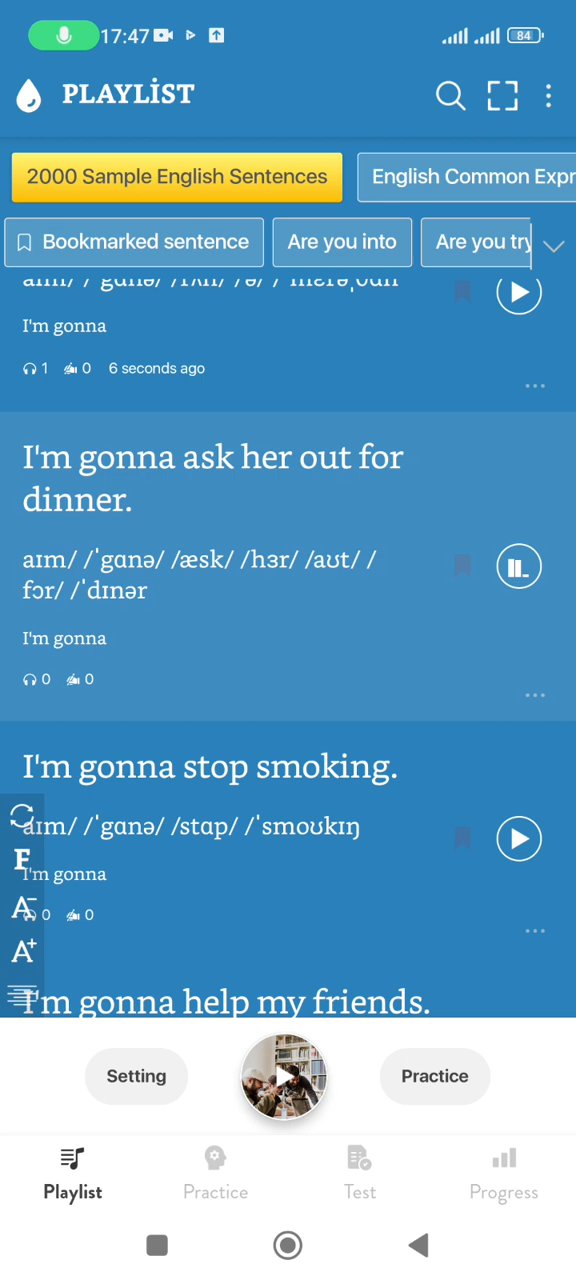 17:47
84
PLAYLİST
2000 Sample English Sentences
English Common Expr
Bookmarked sentence
Are you into
Are you try
I'm gonna
1 0 6 seconds ago
I'm gonna ask her out for
dinner.
aɪm/ /ˈɡɑnə/ /æsk/ /hɜr/ /aʊt/ /
fɔr/ /ˈdɪnər
I'm gonna
0 0
I'm gonna stop smoking.
aɪm/ /ˈɡɑnə/ /stɑp/ /ˈsmoʊkɪŋ
F
I'm gonna
A-
0 0
A+
I'm gonna help my friends.
Setting
Practice
Playlist
Practice
Test
Progress